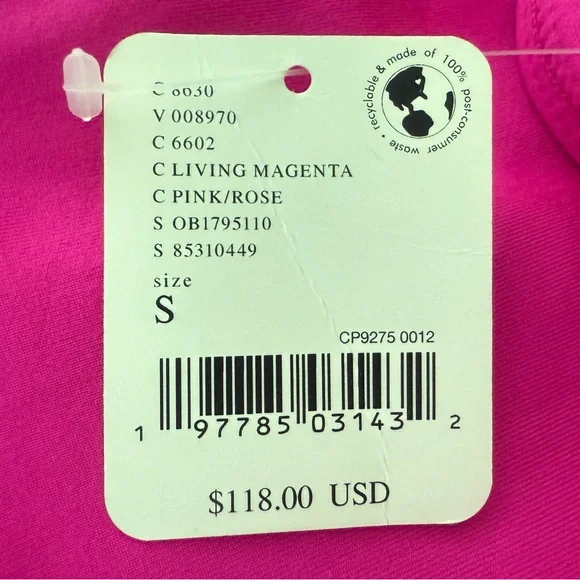 C 8630
V 008970
C 6602
C LIVING MAGENTA
C PINK/ROSE
S OB1795110
S 85310449
size
S
recyclable & made of 100% post-consumer waste •
CP9275 0012
1 97785 03143 2
$118.00 USD